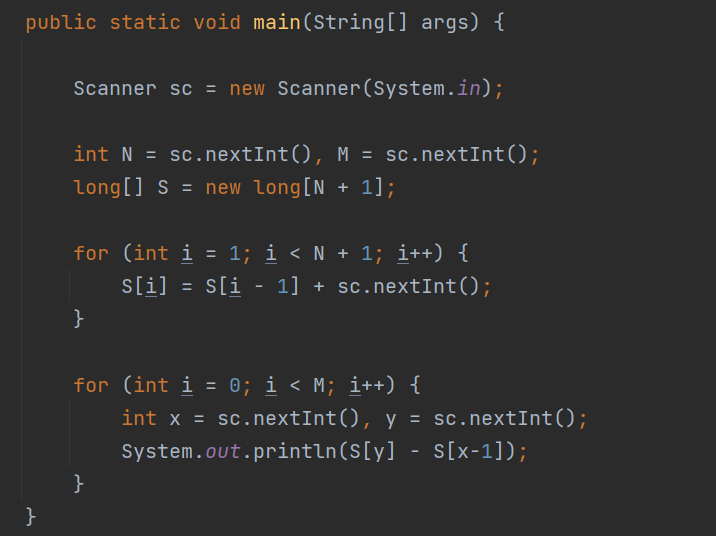 public static void main(String[] args) {
Scanner sc = new Scanner(System.in);
int N = sc.nextInt(), M = sc.nextInt();
long[] S = new long[N + 1];
for (int i = 1; i < N + 1; i++) {
S[i] = S[i - 1] + sc.nextInt();
}
for (int i = 0; i < M; i++) {
int x = sc.nextInt(), y = sc.nextInt();
System.out.println(S[y] - S[x-1]);
}
}